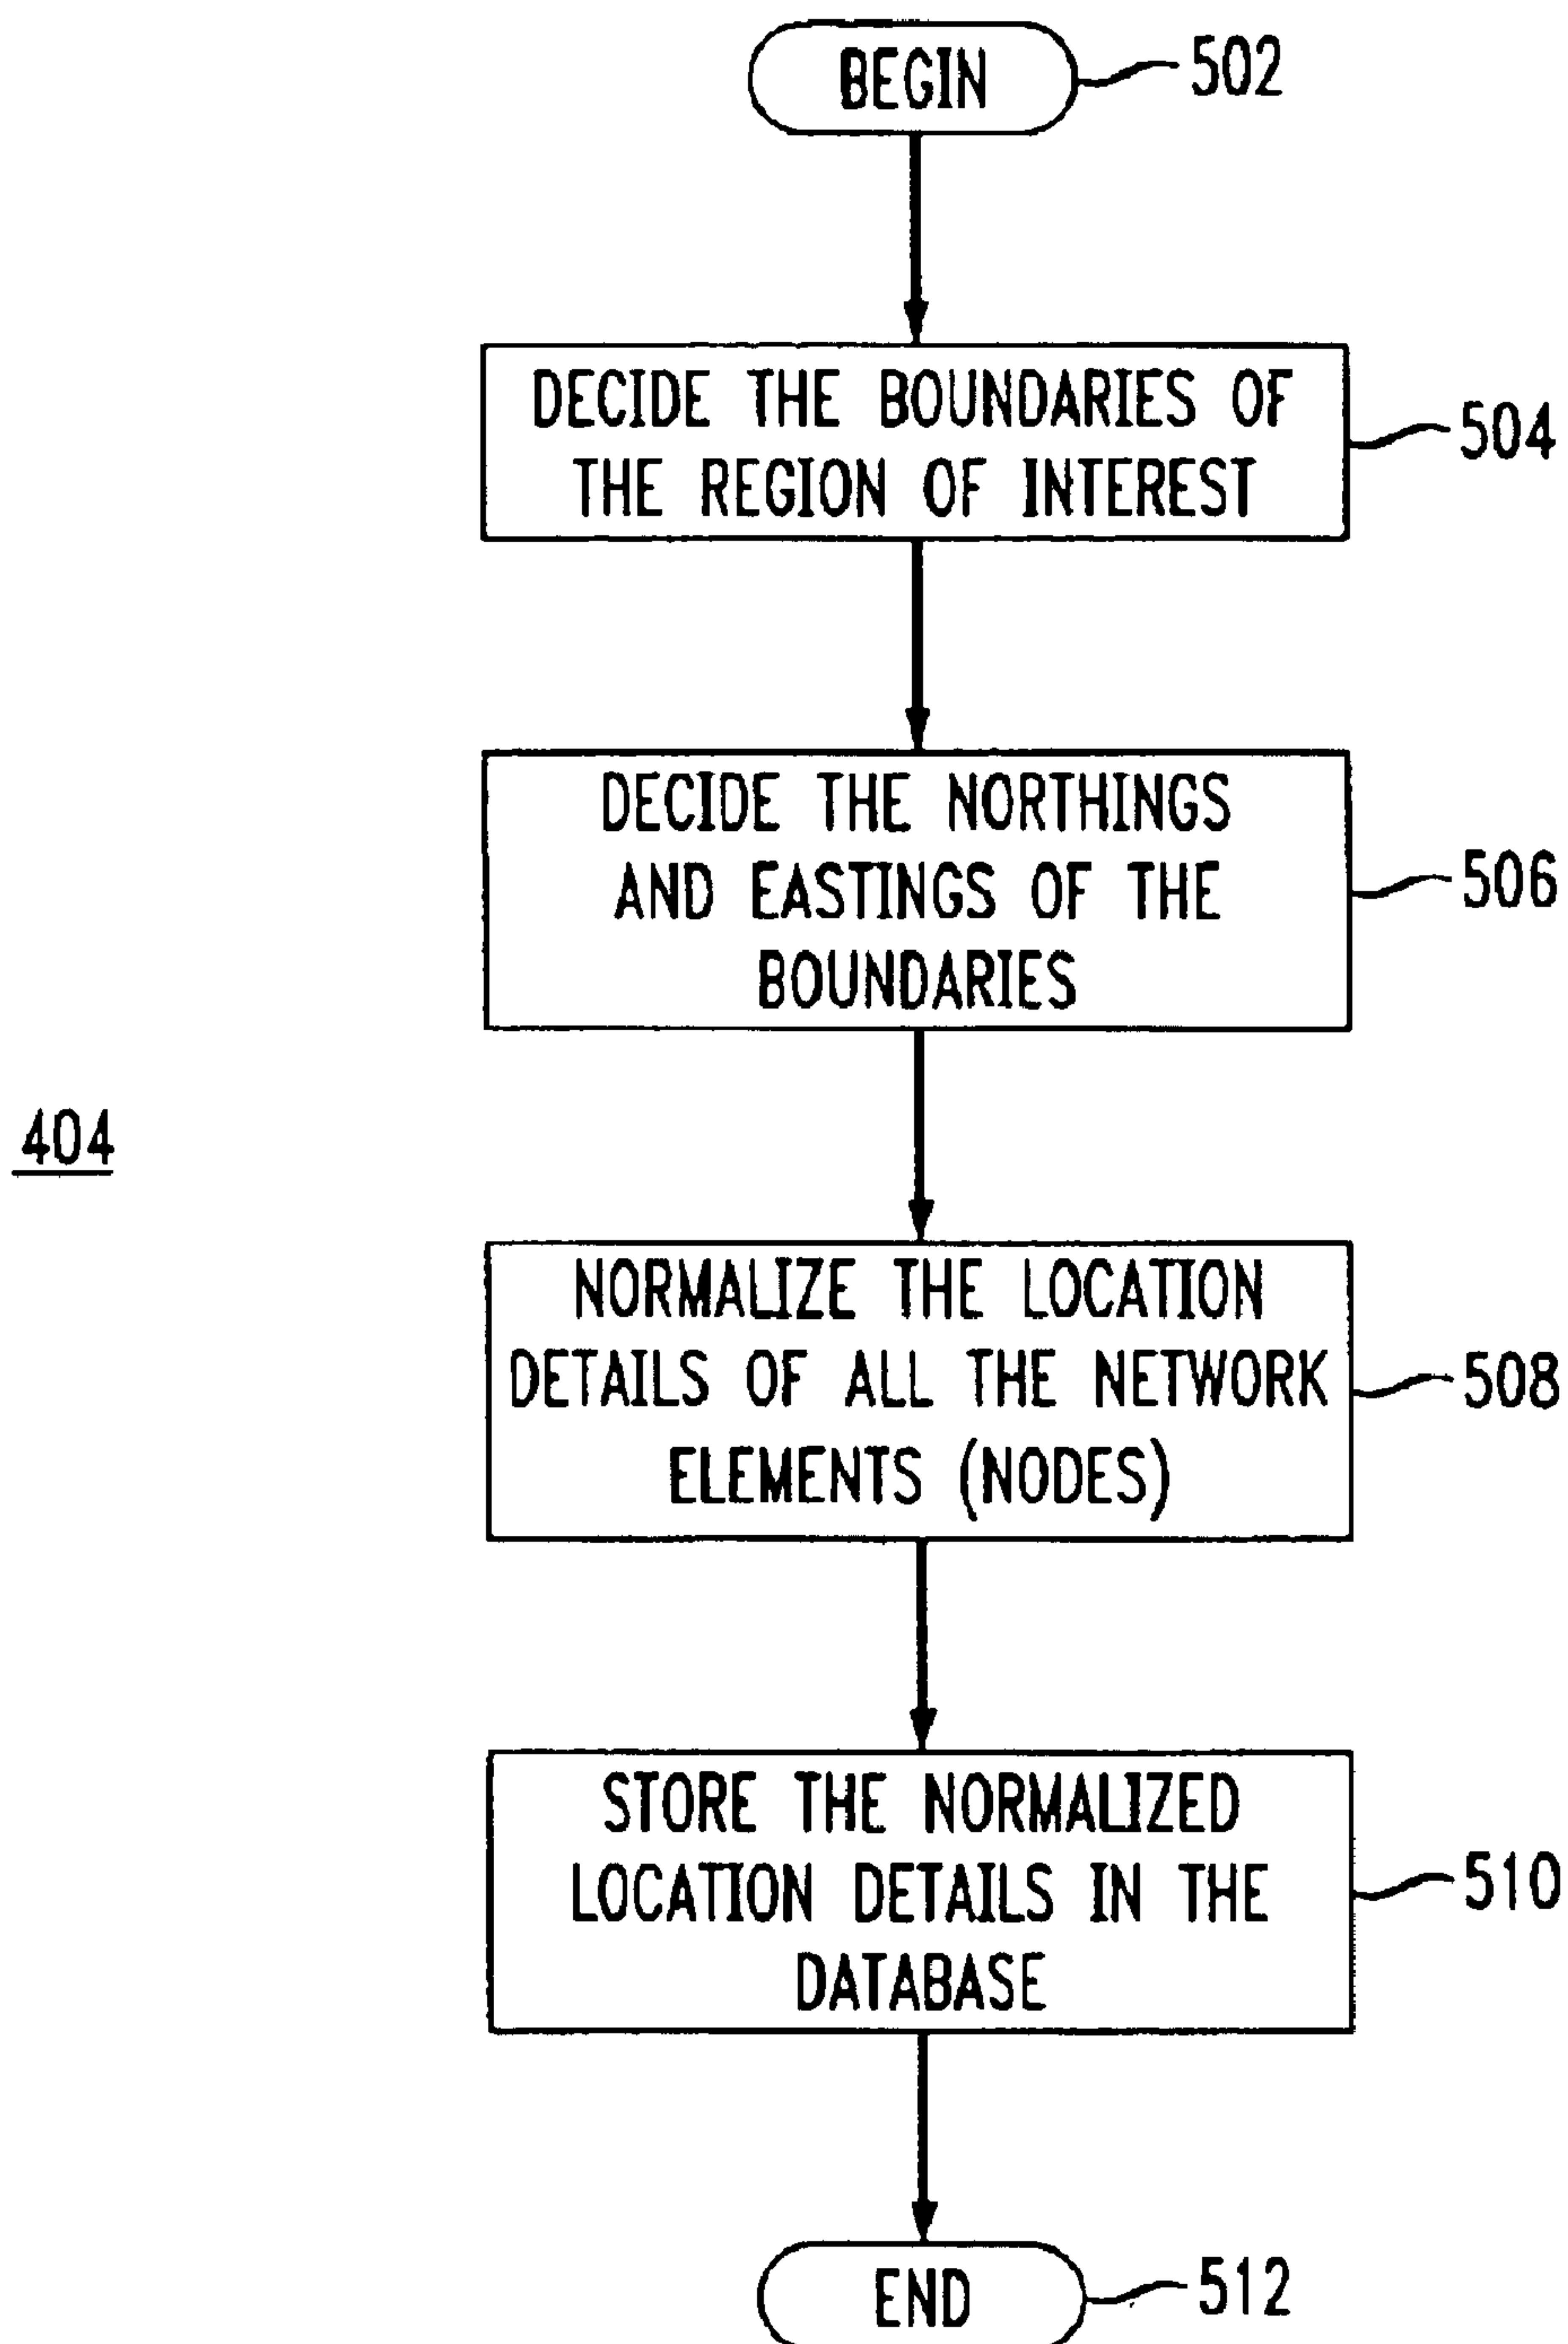 BEGIN
502
DECIDE THE BOUNDARIES OF
THE REGION OF INTEREST
504
DECIDE THE NORTHINGS
AND EASTINGS OF THE
BOUNDARIES
506
404
NORMALIZE THE LOCATION
DETAILS OF ALL THE NETWORK
ELEMENTS (NODES)
508
STORE THE NORMALIZED
LOCATION DETAILS IN THE
DATABASE
510
END
512